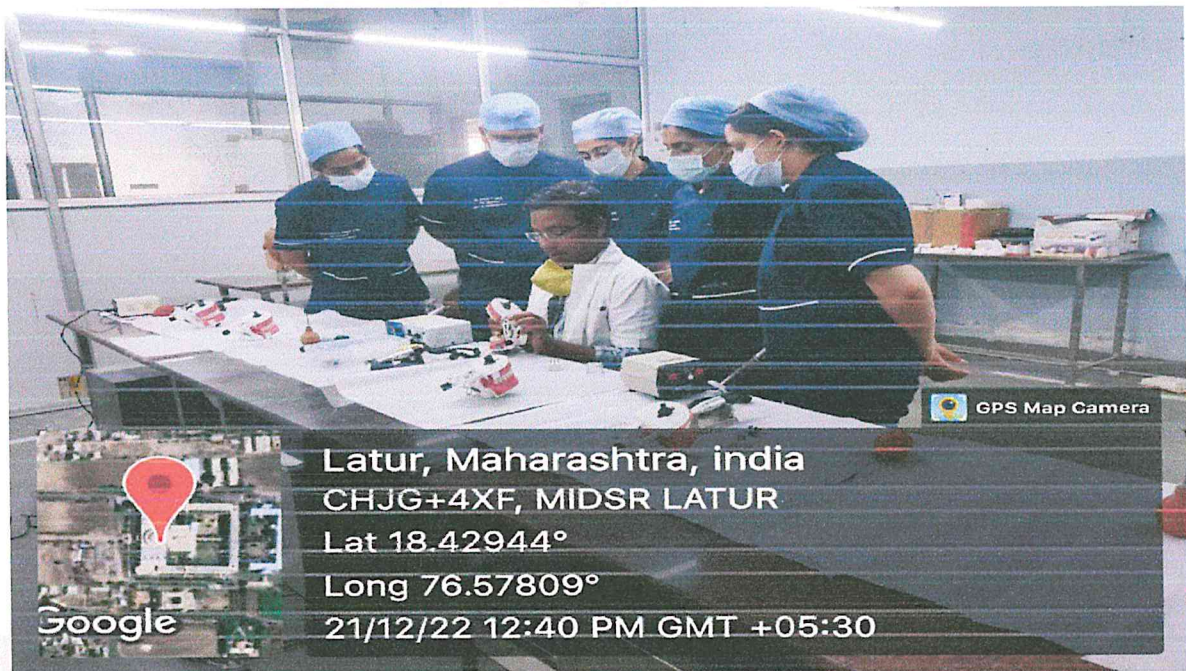 GPS Map Camera
Latur, Maharashtra, india
CHJG+4XF, MIDSR LATUR
Lat 18.42944°
Long 76.57809°
21/12/22 12:40 PM GMT +05:30
Google